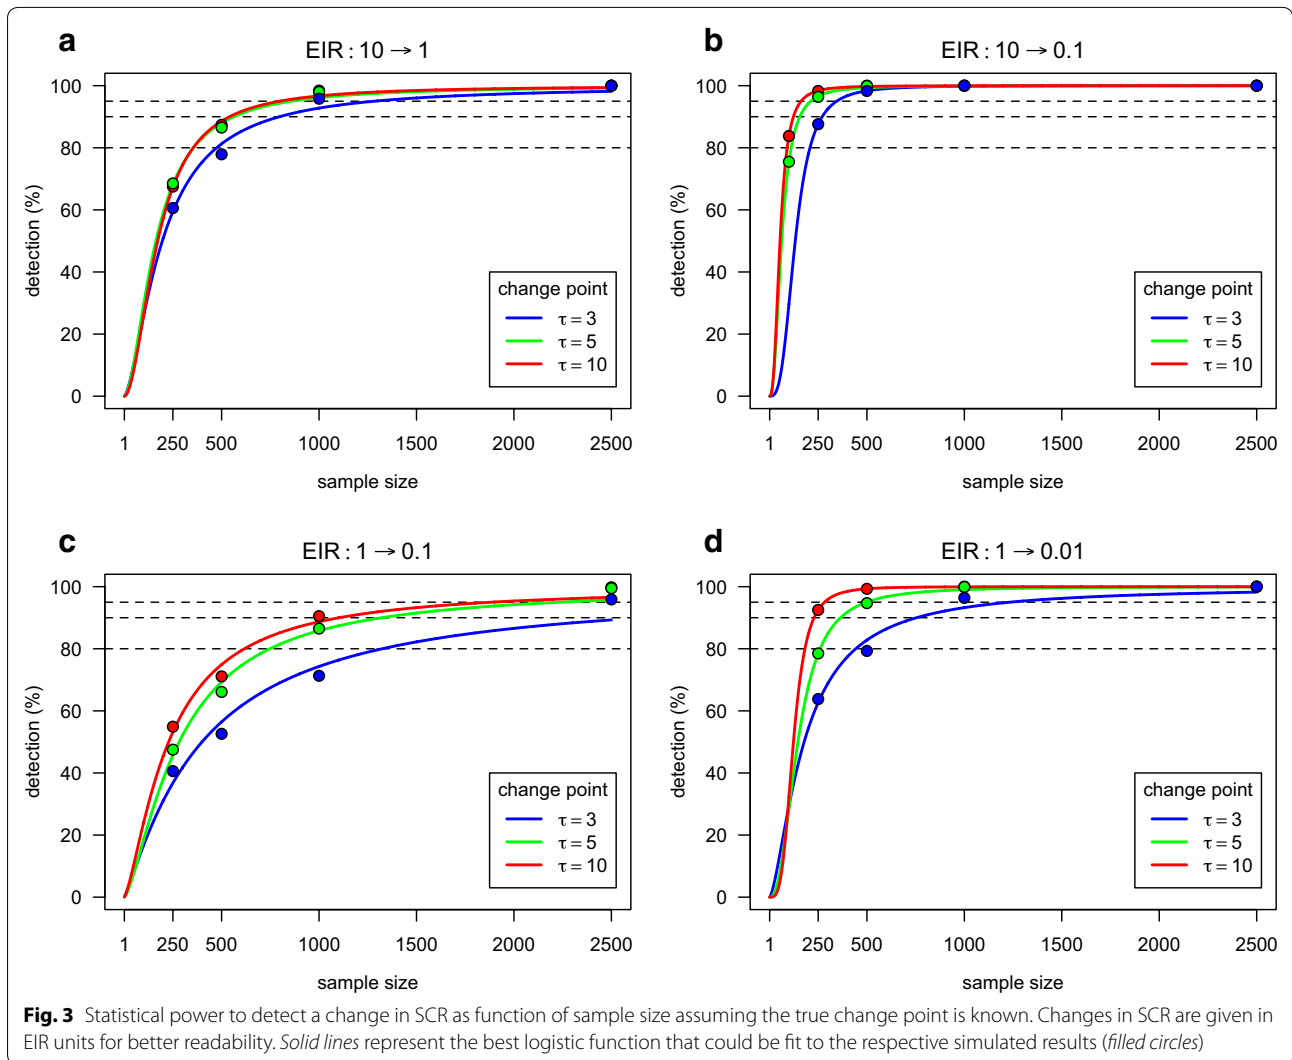 a
EIR : 10 → 1
detection (%)
100
80
60
40
20
0
change point
τ = 3
τ = 5
τ = 10
1 250 500 1000 1500 2000 2500
sample size
b
EIR : 10 → 0.1
detection (%)
100
80
60
40
20
0
change point
τ = 3
τ = 5
τ = 10
1 250 500 1000 1500 2000 2500
sample size
c
EIR : 1 → 0.1
detection (%)
100
80
60
40
20
0
change point
τ = 3
τ = 5
τ = 10
1 250 500 1000 1500 2000 2500
sample size
d
EIR : 1 → 0.01
detection (%)
100
80
60
40
20
0
change point
τ = 3
τ = 5
τ = 10
1 250 500 1000 1500 2000 2500
sample size
Fig. 3 Statistical power to detect a change in SCR as function of sample size assuming the true change point is known. Changes in SCR are given in
EIR units for better readability. Solid lines represent the best logistic function that could be fit to the respective simulated results (filled circles)